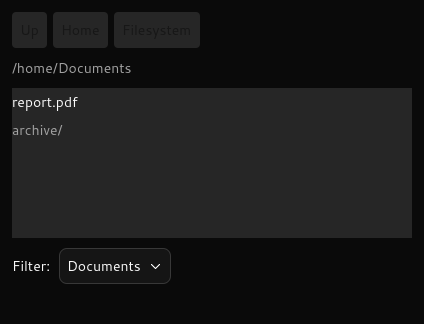 Up Home Filesystem
/home/Documents
report.pdf
archive/
Filter: Documents